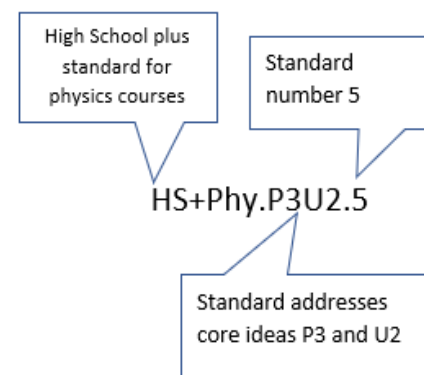 High School plus
standard for
physics courses
Standard
number 5
HS+Phy.P3U2.5
Standard addresses
core ideas P3 and U2